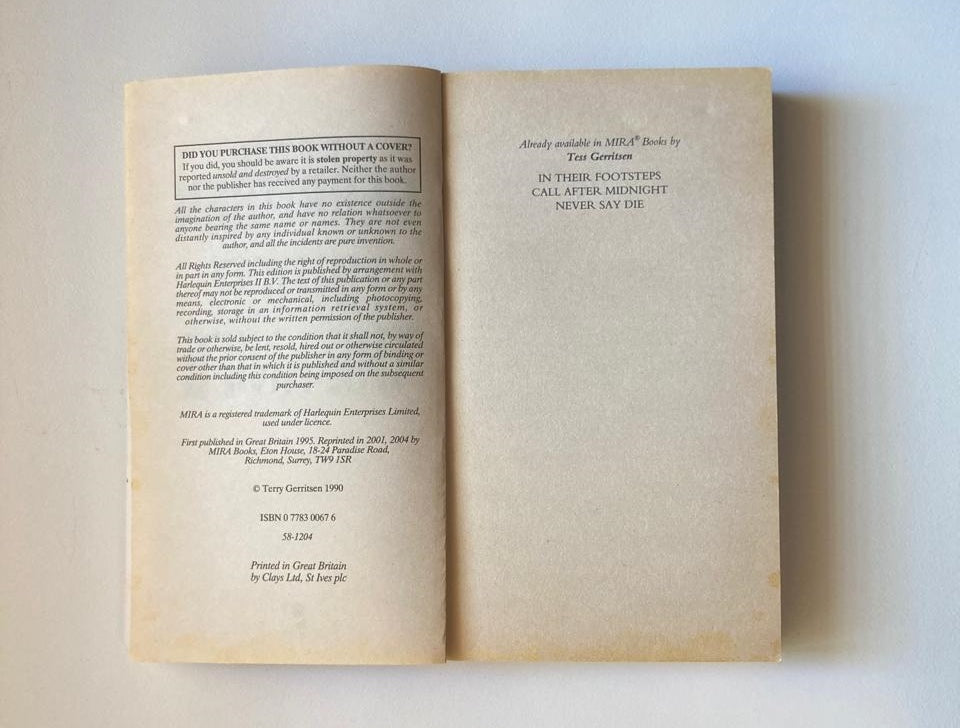 DID YOU PURCHASE THIS BOOK WITHOUT A COVER?
If you did, you should be aware it is stolen property as it was
reported unsold and destroyed by a retailer. Neither the author
nor the publisher has received any payment for this book.
All the characters in this book have no existence outside the
imagination of the author, and have no relation whatsoever to
anyone bearing the same name or names. They are not even
distantly inspired by any individual known or unknown to the
author, and all the incidents are pure invention.
All Rights Reserved including the right of reproduction in whole or
in part in any form. This edition is published by arrangement with
Harlequin Enterprises II B.V. The text of this publication or any part
thereof may not be reproduced or transmitted in any form or by any
means, electronic or mechanical, including photocopying,
recording, storage in an information retrieval system, or
otherwise, without the written permission of the publisher.
This book is sold subject to the condition that it shall not, by way of
trade or otherwise, be lent, resold, hired out or otherwise circulated
without the prior consent of the publisher in any form of binding or
cover other than that in which it is published and without a similar
condition including this condition being imposed on the subsequent
purchaser.
MIRA is a registered trademark of Harlequin Enterprises Limited,
used under licence.
First published in Great Britain 1995. Reprinted in 2001, 2004 by
MIRA Books, Eton House, 18-24 Paradise Road,
Richmond, Surrey, TW9 1SR
© Terry Gerritsen 1990
ISBN 0 7783 0067 6
58-1204
Printed in Great Britain
by Clays Ltd, St Ives plc
Already available in MIRA® Books by
Tess Gerritsen
IN THEIR FOOTSTEPS
CALL AFTER MIDNIGHT
NEVER SAY DIE